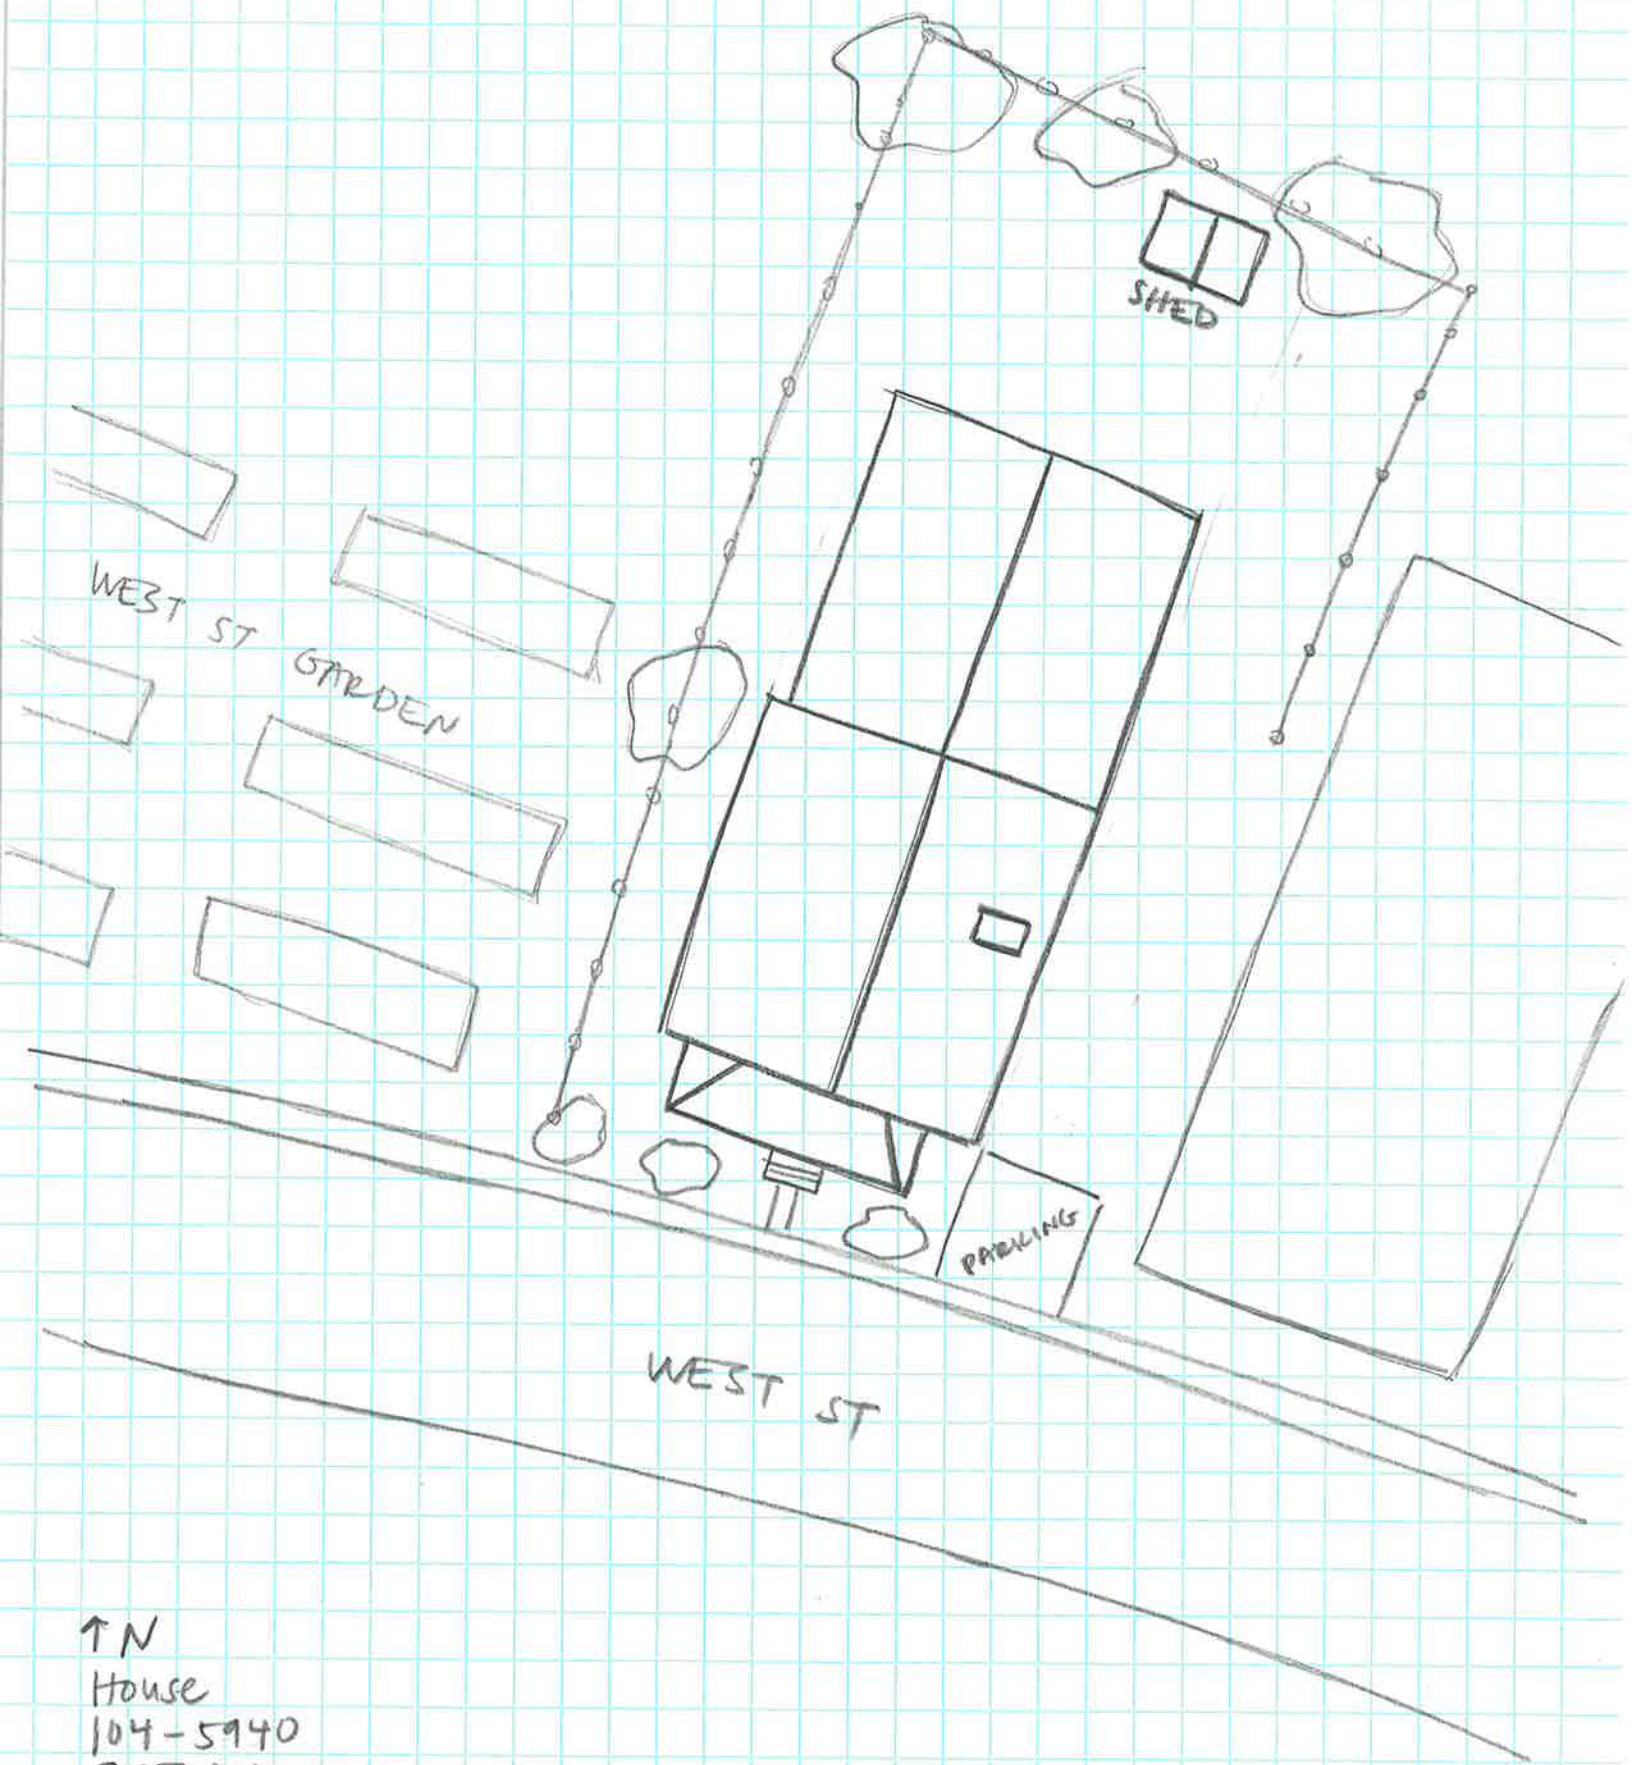 SHED
WEST ST GARDEN
PARKING
WEST ST
↑ N
House
104-5940